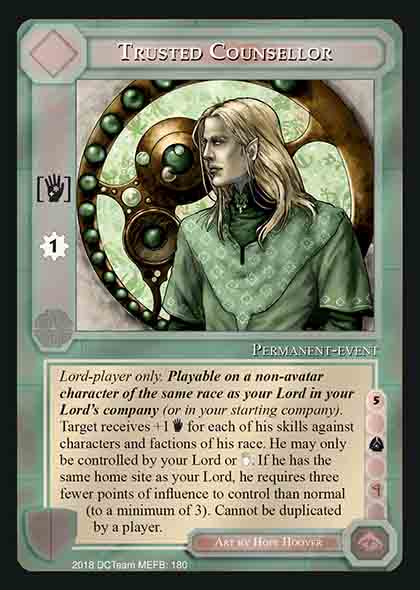 Trusted Counsellor
[ ]
1
Permanent-event
Lord-player only. Playable on a non-avatar
character of the same race as your Lord in your
Lord's company (or in your starting company).
Target receives +1 for each of his skills against
characters and factions of his race. He may only
be controlled by your Lord or . If he has the
same home site as your Lord, he requires three
fewer points of influence to control than normal
(to a minimum of 3). Cannot be duplicated
by a player.
5
Art by Hope Hoover
2018 DCTeam MEFB: 180